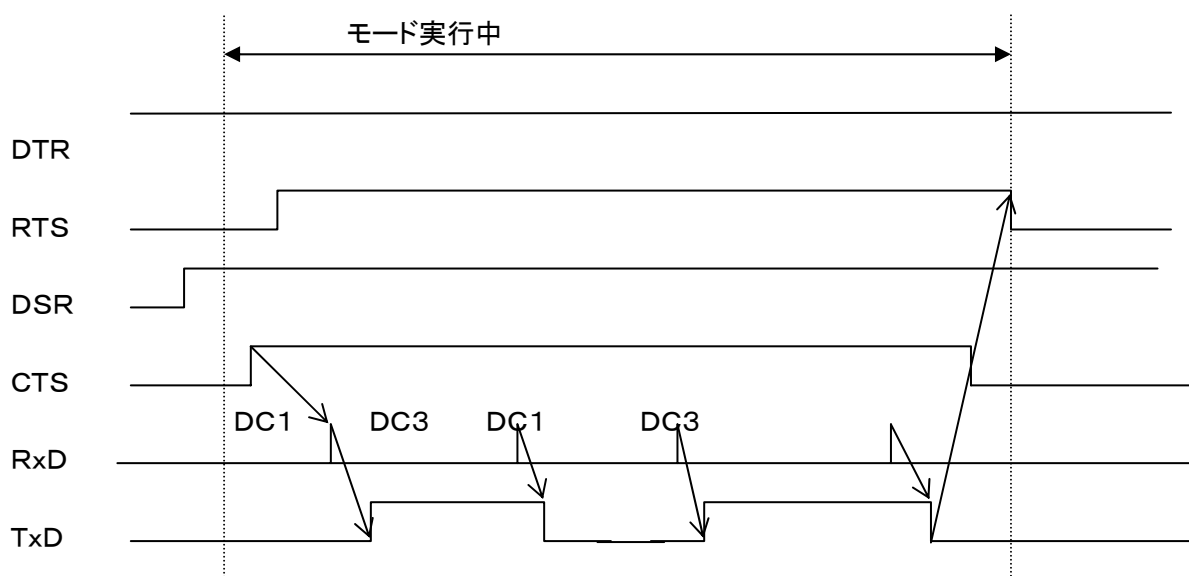 モード実行中
DTR
RTS
DSR
CTS
DC1 DC3 DC1 DC3
RxD
TxD